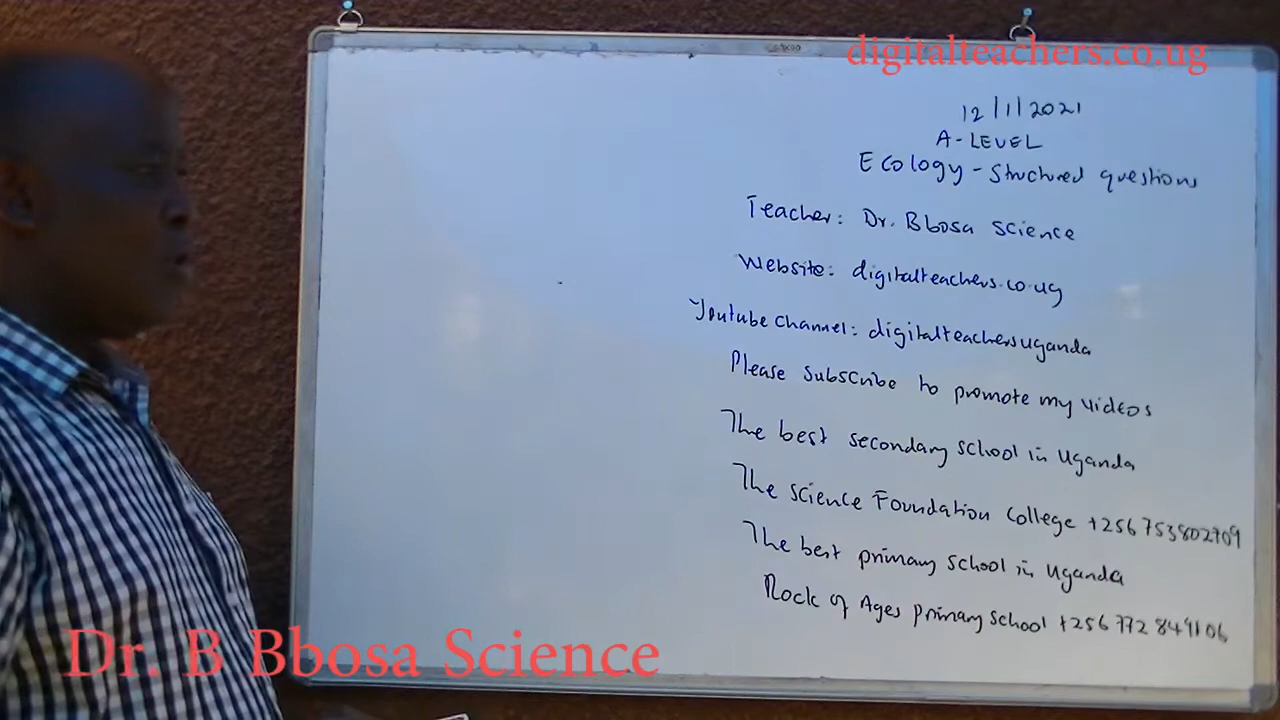 digitalteachers.co.ug
12/1/2021
A-LEVEL
Ecology - Structured questions
Teacher: Dr. Bbosa Science
Website: digitalteachers.co.ug
Youtube Channel: digitalteachersuganda
Please subscribe to promote my videos
The best secondary school in Uganda
The science Foundation College +256 753802709
The best primary school in Uganda
Rock of Ages primary school +256 772 849106
Dr. B Bbosa Science